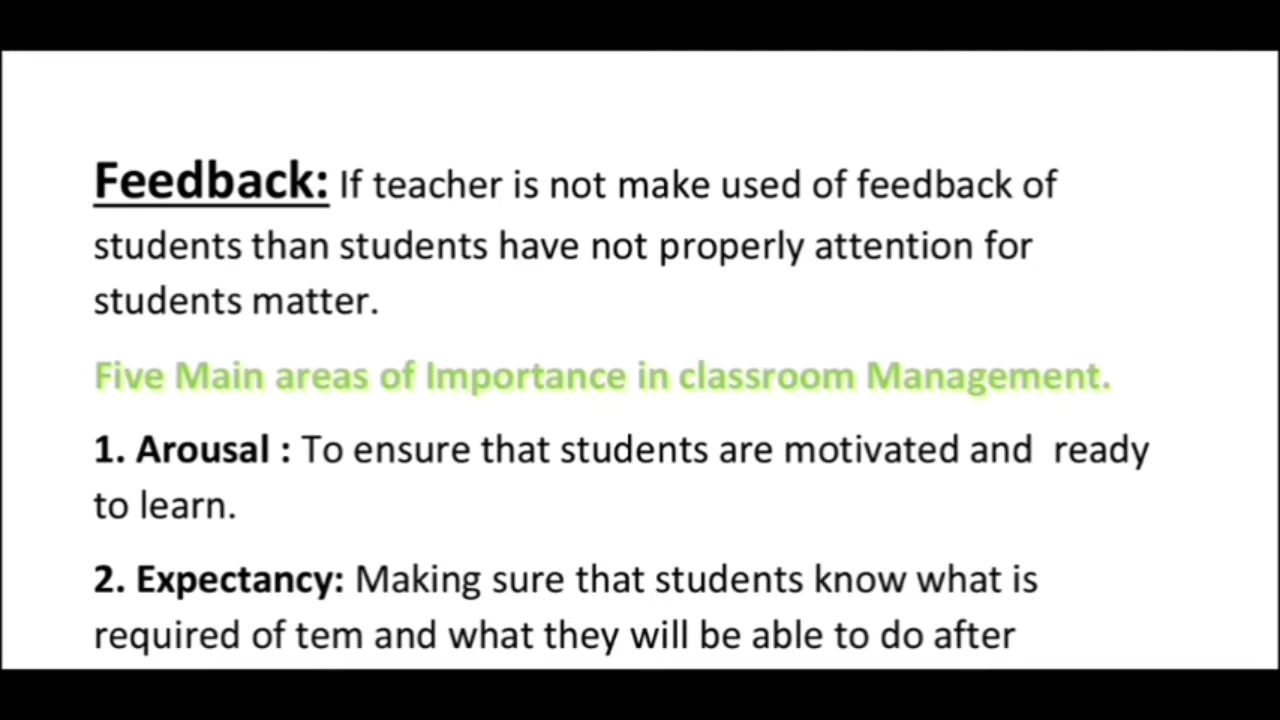 Feedback: If teacher is not make used of feedback of
students than students have not properly attention for
students matter.
Five Main areas of Importance in classroom Management.
1. Arousal : To ensure that students are motivated and  ready
to learn.
2. Expectancy: Making sure that students know what is
required of tem and what they will be able to do after